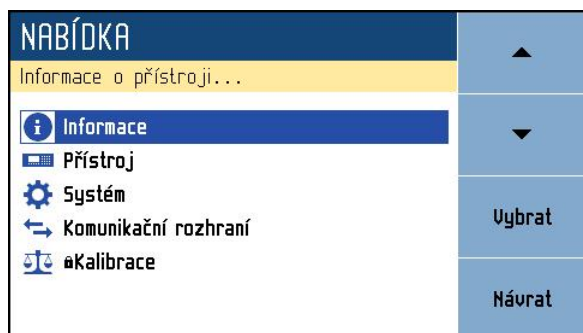 NABÍDKA
Informace o přístroji...
Informace
Přístroj
Systém
Komunikační rozhraní
Kalibrace
Vybrat
Návrat